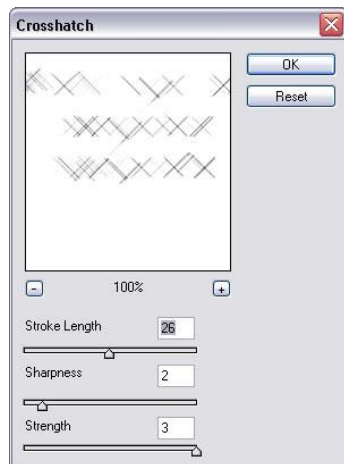 Crosshatch
OK
Reset
-
100%
+
Stroke Length 26
Sharpness 2
Strength 3